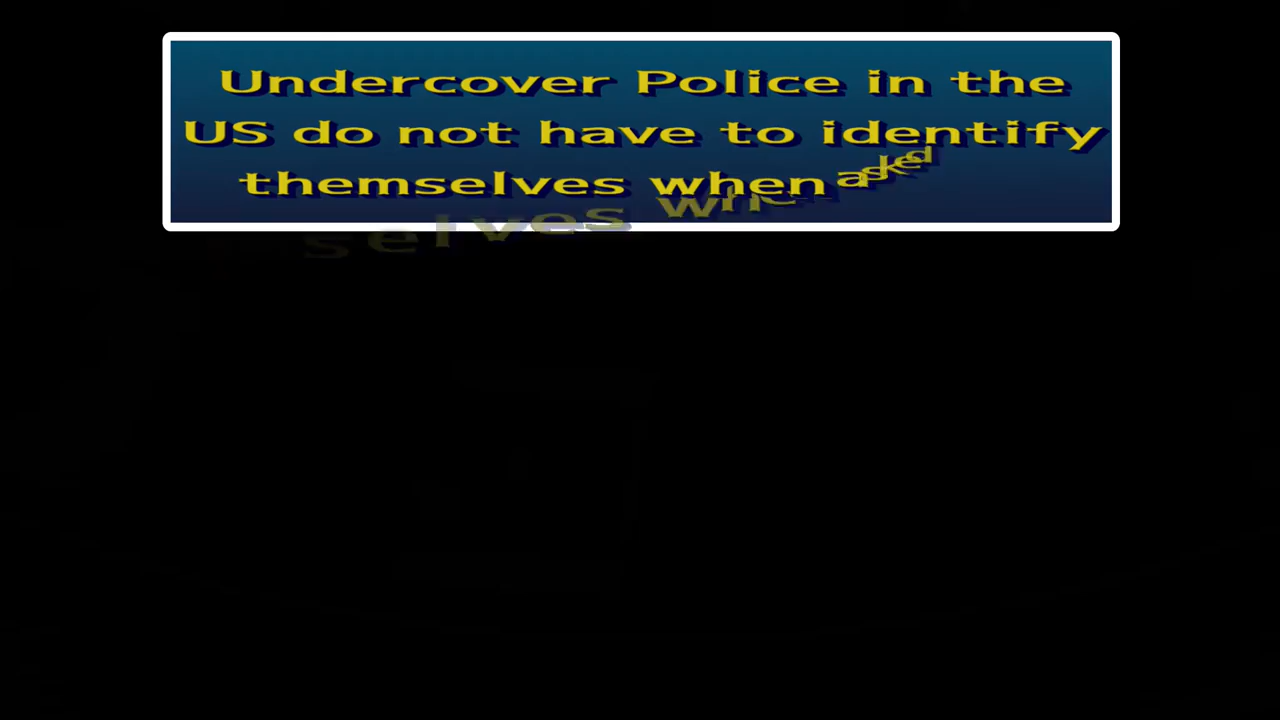 Undercover Police in the
US do not have to identify
themselves when asked